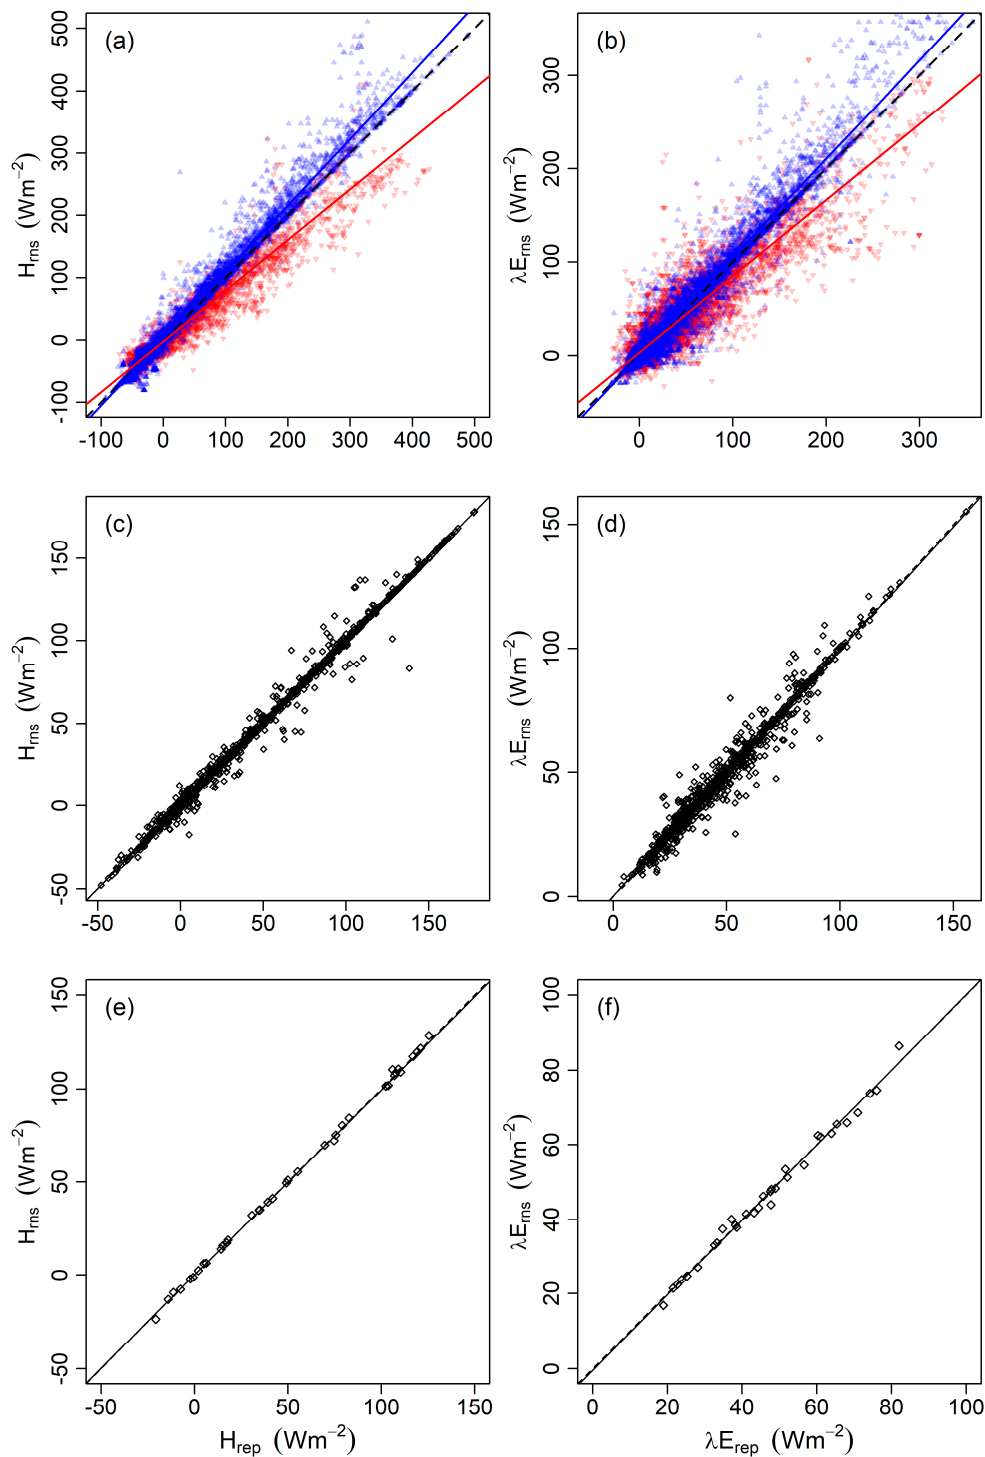 (a)
H_rns (Wm⁻²)
-100 0 100 200 300 400 500
-100 0 100 200 300 400 500
(b)
λE_rns (Wm⁻²)
0 100 200 300
0 100 200 300
(c)
H_rns (Wm⁻²)
-50 0 50 100 150
-50 0 50 100 150
(d)
λE_rns (Wm⁻²)
0 50 100 150
0 50 100 150
(e)
H_rns (Wm⁻²)
-50 0 50 100 150
-50 0 50 100 150
H_rep (Wm⁻²)
(f)
λE_rns (Wm⁻²)
0 20 40 60 80 100
0 20 40 60 80 100
λE_rep (Wm⁻²)